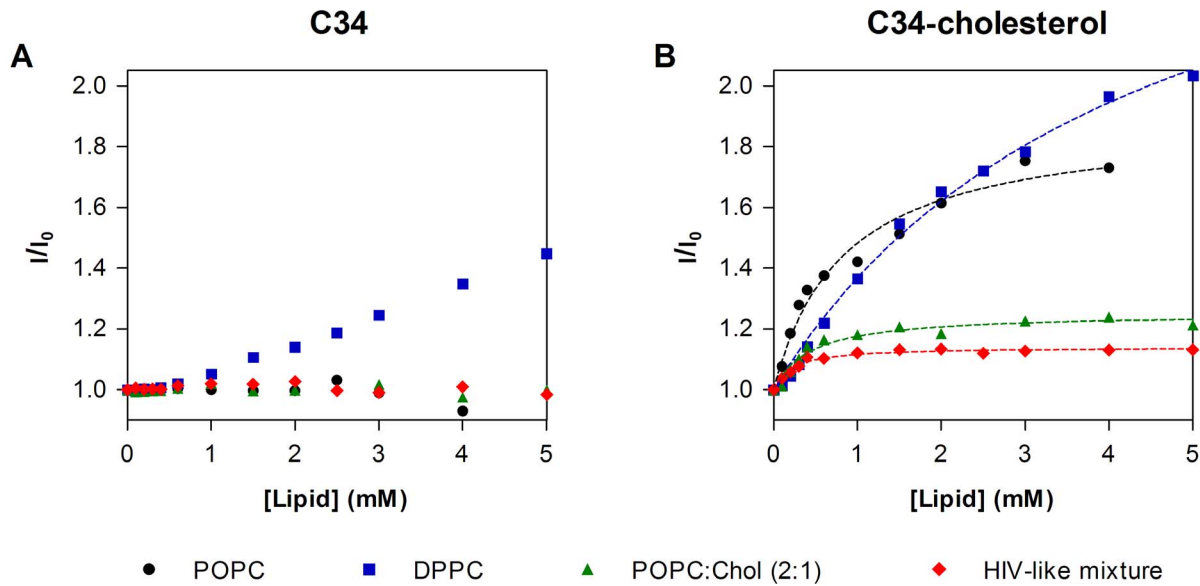 C34
C34-cholesterol
A
B
2.0
1.8
1.6
1.4
1.2
1.0
I/I₀
0 1 2 3 4 5
[Lipid] (mM)
2.0
1.8
1.6
1.4
1.2
1.0
I/I₀
0 1 2 3 4 5
[Lipid] (mM)
POPC DPPC POPC:Chol (2:1) HIV-like mixture